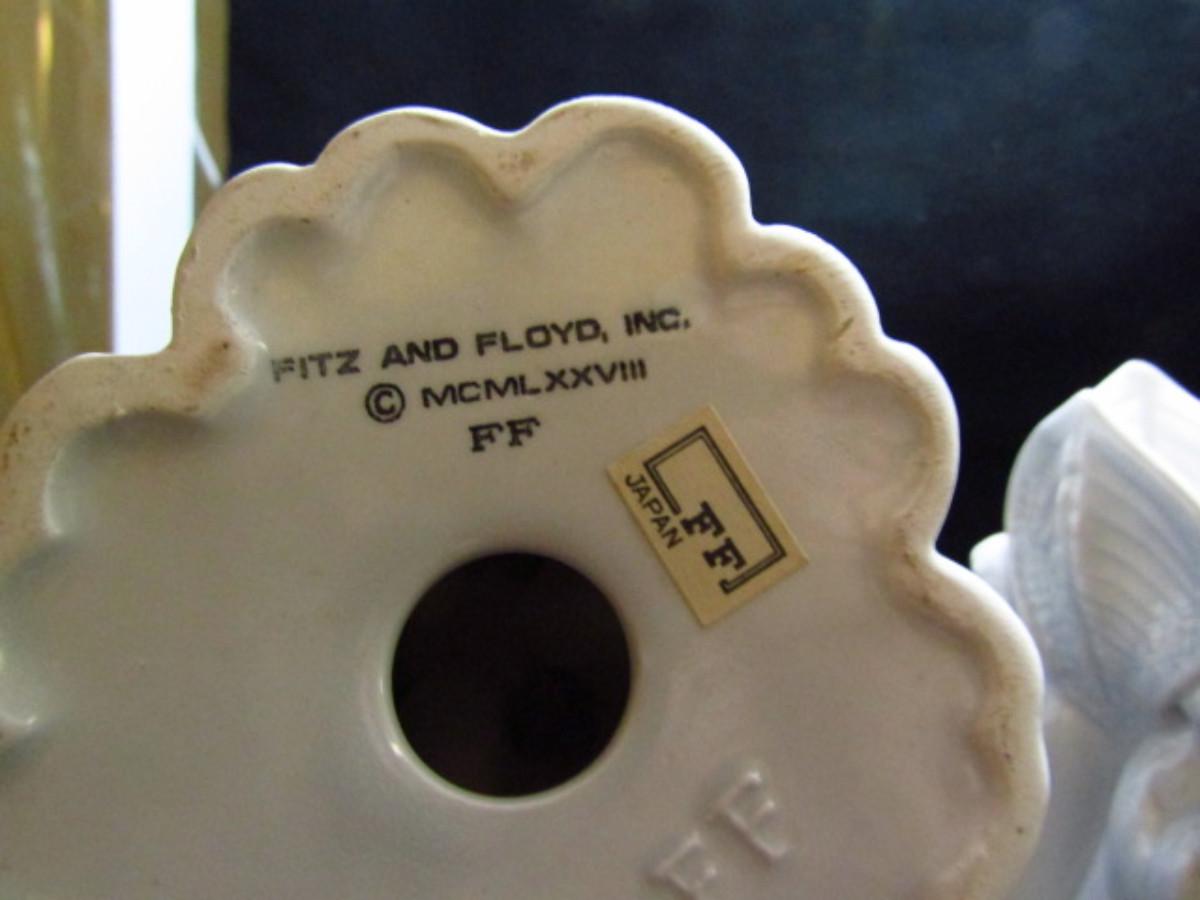 FITZ AND FLOYD, INC.
© MCMLXXVIII
FF
FF
JAPAN
FF